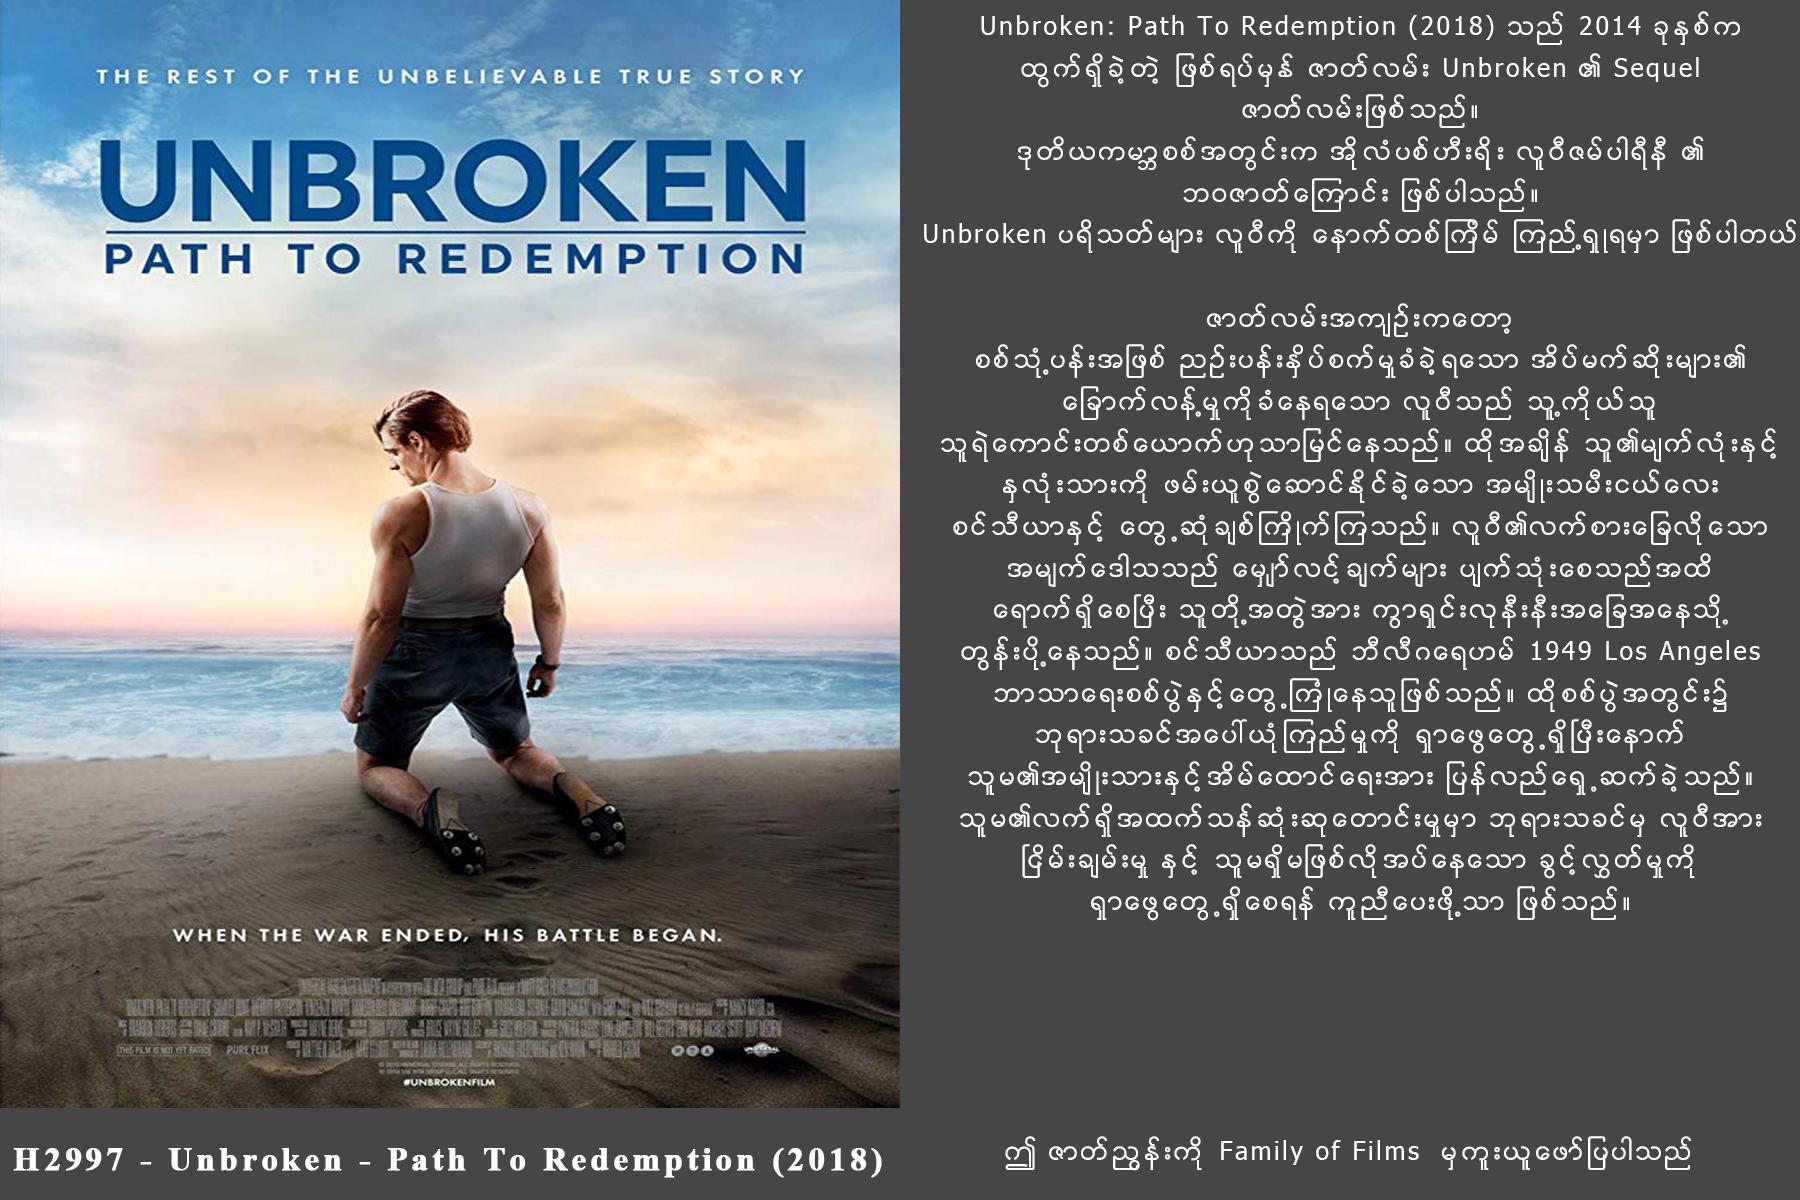 THE REST OF THE UNBELIEVABLE TRUE STORY
UNBROKEN
PATH TO REDEMPTION
WHEN THE WAR ENDED, HIS BATTLE BEGAN.
THIS FILM IS NOT YET RATED PURE FLIX UNIVERSAL
#UNBROKENFILM
H2997 - Unbroken - Path To Redemption (2018)
Unbroken: Path To Redemption (2018) သည် 2014 ခုနှစ်က
ထွက်ရှိခဲ့တဲ့ ဖြစ်ရပ်မှန် ဇာတ်လမ်း Unbroken ၏ Sequel
ဇာတ်လမ်းဖြစ်သည်။
ဒုတိယကမ္ဘာစစ်အတွင်းက အိုလံပစ်ဟီးရိုး လူဝီဇမ်ပါရီနီ ၏
ဘဝဇာတ်ကြောင်း ဖြစ်ပါသည်။
Unbroken ပရိသတ်များ လူဝီကို နောက်တစ်ကြိမ် ကြည့်ရှုရမှာ ဖြစ်ပါတယ်
ဇာတ်လမ်းအကျဉ်းကတော့
စစ်သုံ့ပန်းအဖြစ် ညဉ်းပန်းနှိပ်စက်မှုခံခဲ့ရသော အိပ်မက်ဆိုးများ၏
ခြောက်လန့်မှုကိုခံနေရသော လူဝီသည် သူ့ကိုယ်သူ
သူရဲကောင်းတစ်ယောက်ဟုသာမြင်နေသည်။ ထိုအချိန် သူ၏မျက်လုံးနှင့်
နှလုံးသားကို ဖမ်းယူစွဲဆောင်နိုင်ခဲ့သော အမျိုးသမီးငယ်လေး
စင်သီယာနှင့် တွေ့ဆုံချစ်ကြိုက်ကြသည်။ လူဝီ၏လက်စားခြေလိုသော
အမျက်ဒေါသသည် မျှော်လင့်ချက်များ ပျက်သုံးစေသည်အထိ
ရောက်ရှိစေပြီး သူတို့အတွဲအား ကွာရှင်းလုနီးနီးအခြေအနေသို့
တွန်းပို့နေသည်။ စင်သီယာသည် ဘီလီဂရေဟမ် 1949 Los Angeles
ဘာသာရေးစစ်ပွဲနှင့်တွေ့ကြုံနေသူဖြစ်သည်။ ထိုစစ်ပွဲအတွင်း၌
ဘုရားသခင်အပေါ်ယုံကြည်မှုကို ရှာဖွေတွေ့ရှိပြီးနောက်
သူမ၏အမျိုးသားနှင့်အိမ်ထောင်ရေးအား ပြန်လည်ရှေ့ဆက်ခဲ့သည်။
သူမ၏လက်ရှိအထက်သန်ဆုံးဆုတောင်းမှုမှာ ဘုရားသခင်မှ လူဝီအား
ငြိမ်းချမ်းမှု နှင့် သူမရှိမဖြစ်လိုအပ်နေသော ခွင့်လွှတ်မှုကို
ရှာဖွေတွေ့ရှိစေရန် ကူညီပေးဖို့သာ ဖြစ်သည်။
ဤ ဇာတ်ညွှန်းကို Family of Films မှကူးယူဖော်ပြပါသည်